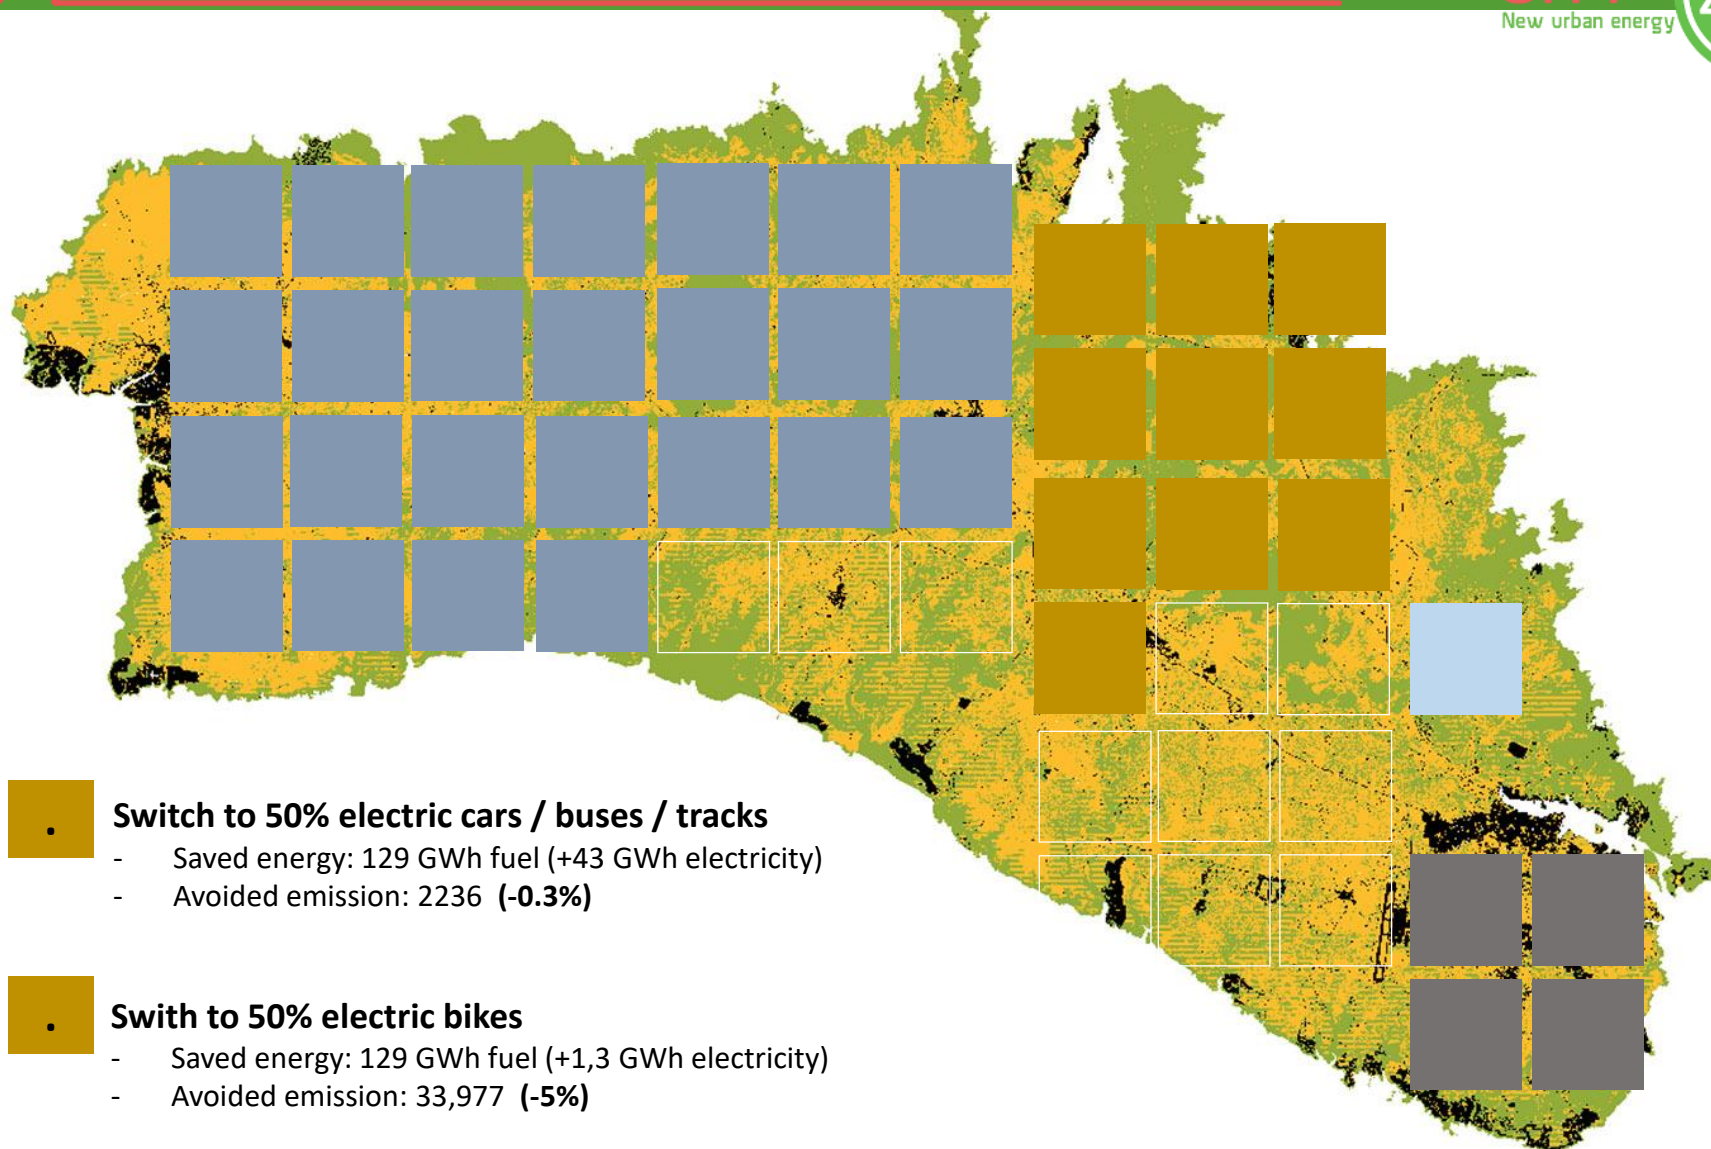 New urban energy
. Switch to 50% electric cars / buses / tracks
- Saved energy: 129 GWh fuel (+43 GWh electricity)
- Avoided emission: 2236 (-0.3%)
. Swith to 50% electric bikes
- Saved energy: 129 GWh fuel (+1,3 GWh electricity)
- Avoided emission: 33,977 (-5%)